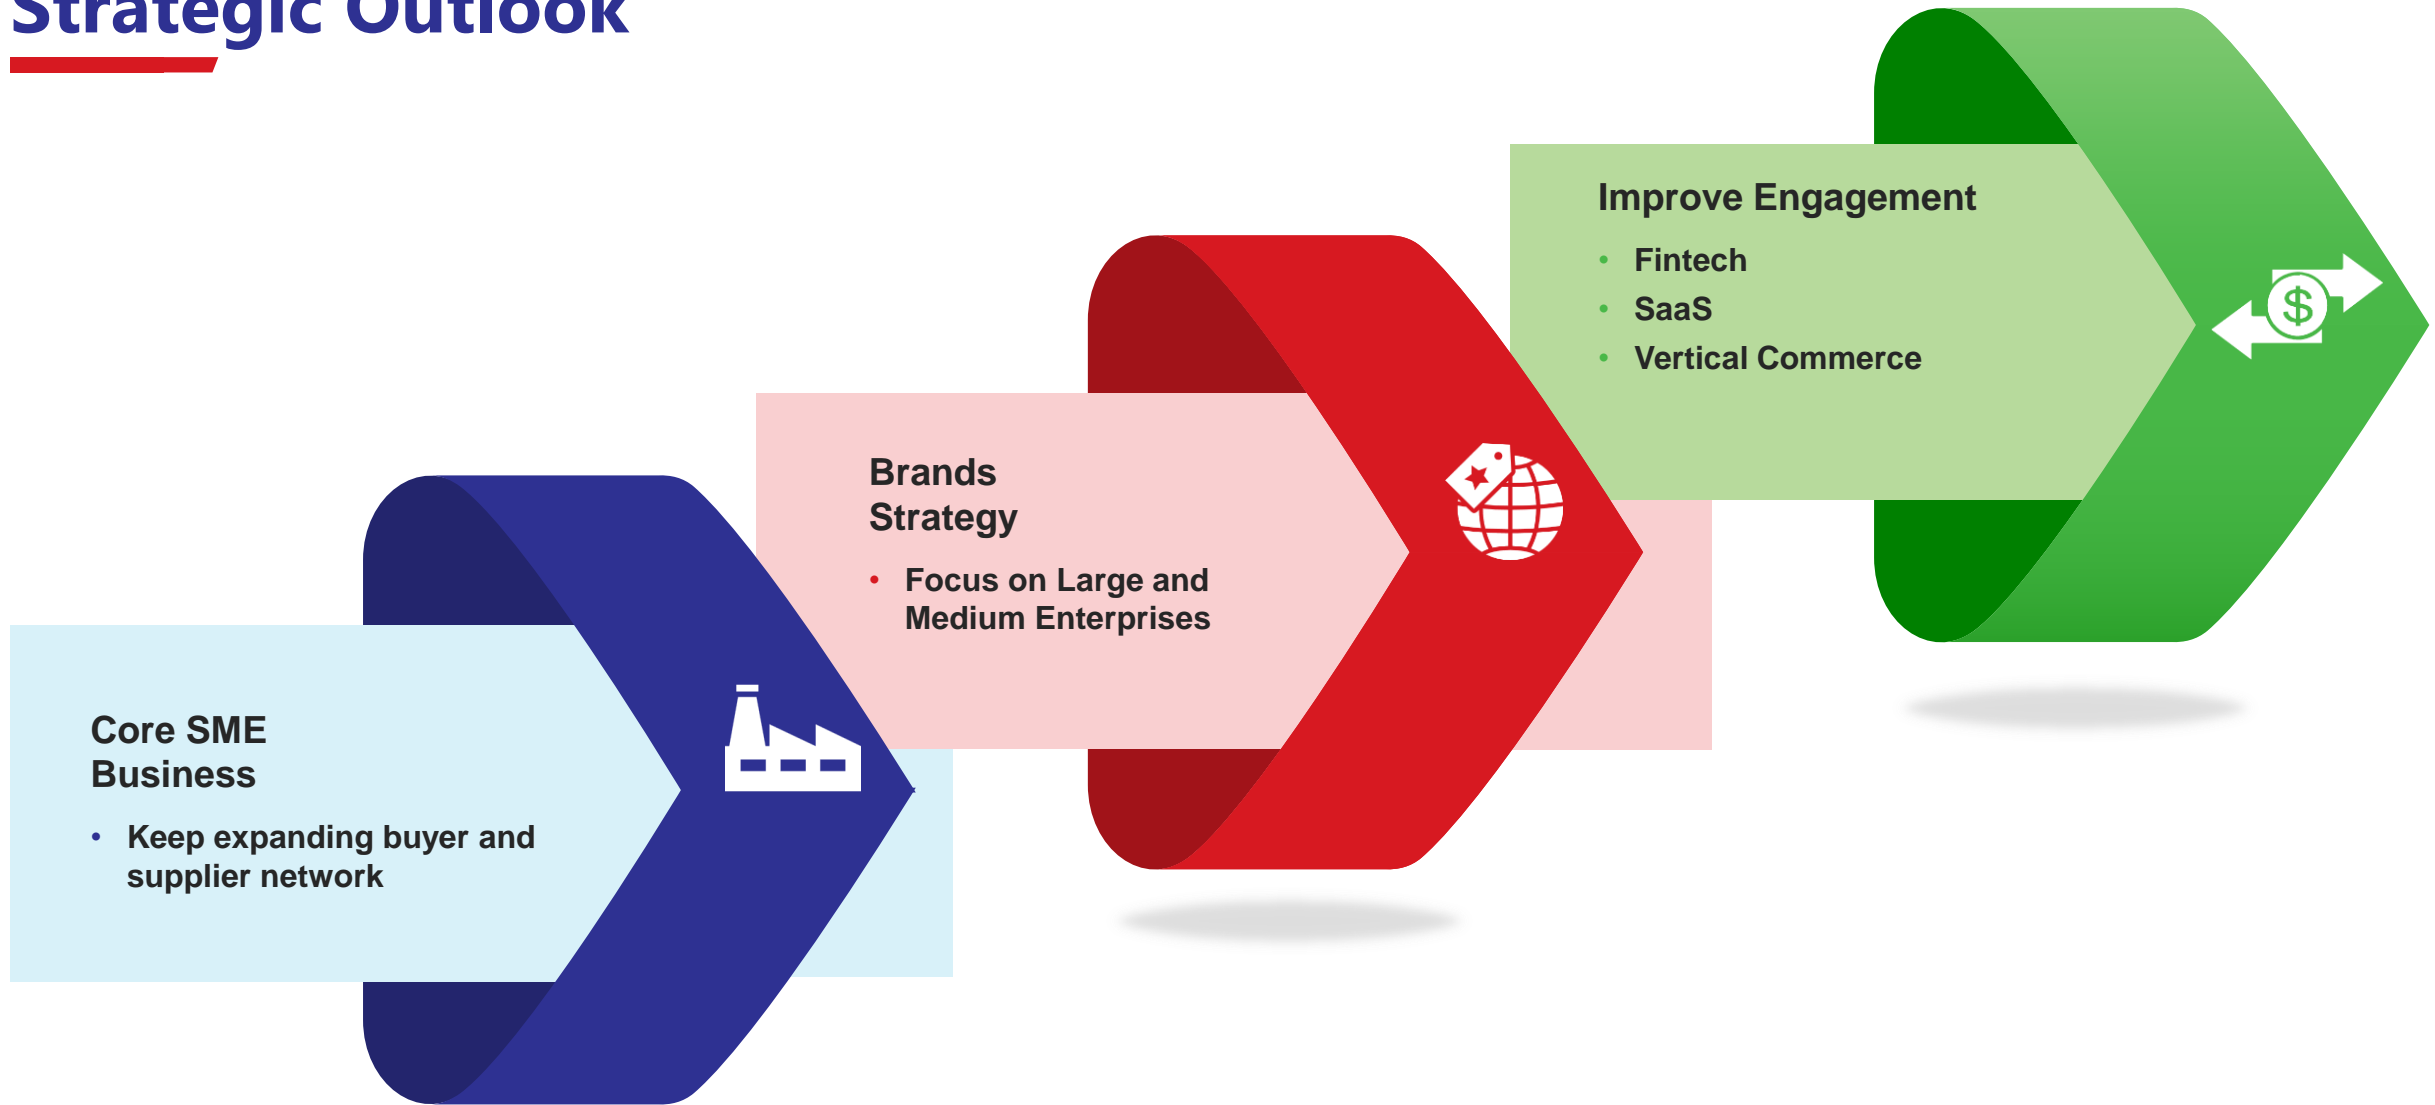 Strategic Outlook
Core SME
Business
• Keep expanding buyer and
supplier network
Brands
Strategy
• Focus on Large and
Medium Enterprises
Improve Engagement
• Fintech
• SaaS
• Vertical Commerce
$